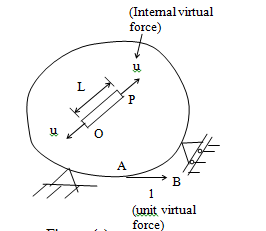 (Internal virtual
force)
u
L
P
u
O
A
B
1
(unit virtual
force)